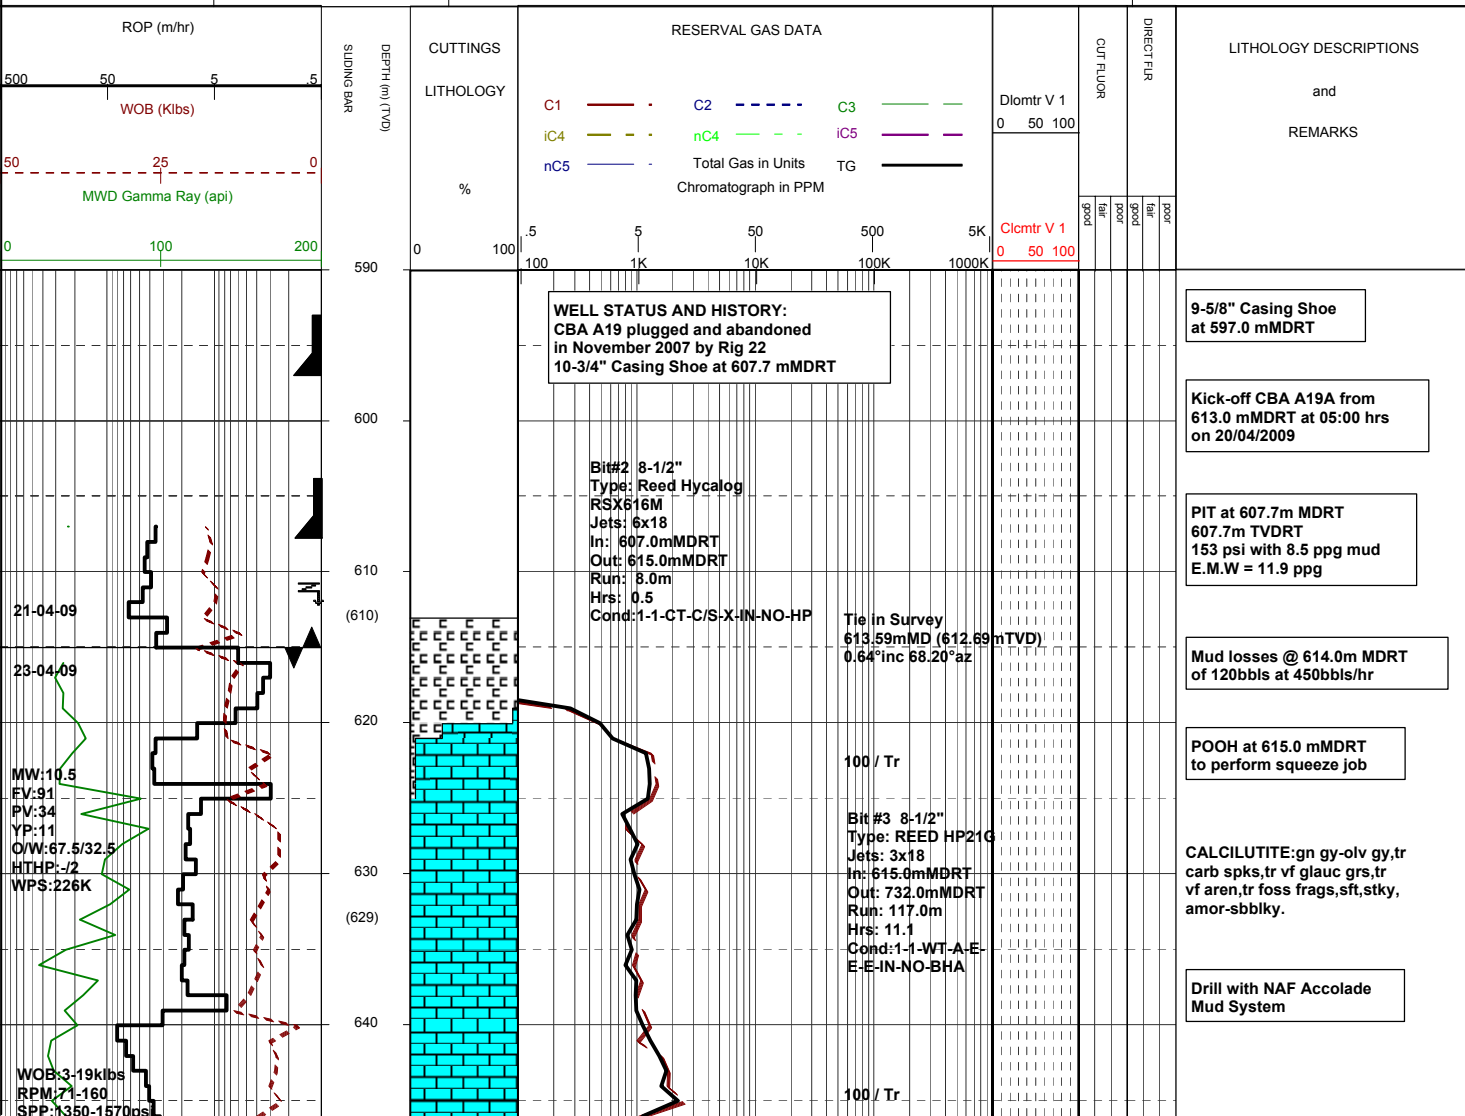 ROP (m/hr)
500 50 5 .5
WOB (Klbs)
50 25 0
MWD Gamma Ray (api)
0 100 200
SLIDING BAR
DEPTH (m) (TVD)
CUTTINGS
LITHOLOGY
%
0 100
RESERVAL GAS DATA
C1 C2 C3
iC4 nC4 iC5
nC5 Total Gas in Units TG
Chromatograph in PPM
.5 5 50 500 5K
100 1K 10K 100K 1000K
Dlomtr V 1
0 50 100
Clcmtr V 1
0 50 100
CUT FLUOR
DIRECT FLR
good fair poor good fair poor
LITHOLOGY DESCRIPTIONS
and
REMARKS
590
600
610
(610)
620
630
(629)
640
21-04-09
23-04-09
MW:10.5
FV:91
PV:34
YP:11
O/W:67.5/32.5
HTHP:-/2
WPS:226K
WOB:3-19klbs
RPM:71-160
SPP:1350-1570psi
WELL STATUS AND HISTORY:
CBA A19 plugged and abandoned
in November 2007 by Rig 22
10-3/4" Casing Shoe at 607.7 mMDRT
Bit#2 8-1/2"
Type: Reed Hycalog
RSX616M
Jets: 6x18
In: 607.0mMDRT
Out: 615.0mMDRT
Run: 8.0m
Hrs: 0.5
Cond:1-1-CT-C/S-X-IN-NO-HP
Tie in Survey
613.59mMD (612.69mTVD)
0.64°inc 68.20°az
100 / Tr
Bit #3 8-1/2"
Type: REED HP21G
Jets: 3x18
In: 615.0mMDRT
Out: 732.0mMDRT
Run: 117.0m
Hrs: 11.1
Cond:1-1-WT-A-E-
E-E-IN-NO-BHA
100 / Tr
9-5/8" Casing Shoe
at 597.0 mMDRT
Kick-off CBA A19A from
613.0 mMDRT at 05:00 hrs
on 20/04/2009
PIT at 607.7m MDRT
607.7m TVDRT
153 psi with 8.5 ppg mud
E.M.W = 11.9 ppg
Mud losses @ 614.0m MDRT
of 120bbls at 450bbls/hr
POOH at 615.0 mMDRT
to perform squeeze job
CALCILUTITE:gn gy-olv gy,tr
carb spks,tr vf glauc grs,tr
vf aren,tr foss frags,sft,stky,
amor-sbblky.
Drill with NAF Accolade
Mud System